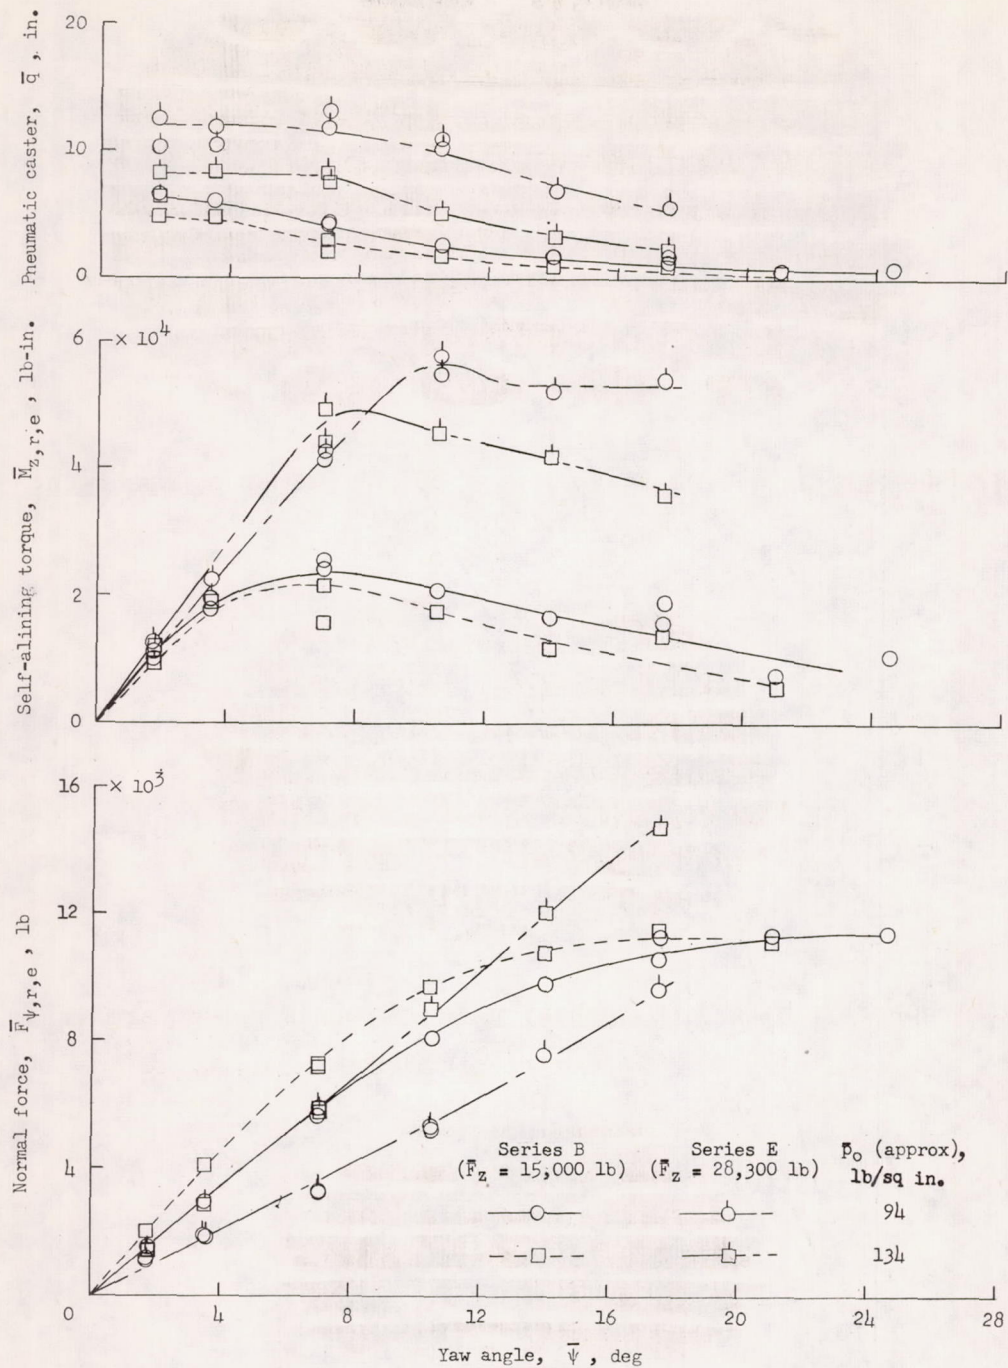 20
10
0
Pneumatic caster, q̄, in.
6
× 10⁴
4
2
0
Self-alining torque, M̄z,r,e, lb-in.
16
× 10³
12
8
4
0
4
8
12
16
20
24
28
Normal force, F̄ψ,r,e, lb
Yaw angle, ψ̄, deg
Series B
(F̄z = 15,000 lb)
Series E
(F̄z = 28,300 lb)
p̄o (approx),
lb/sq in.
94
134